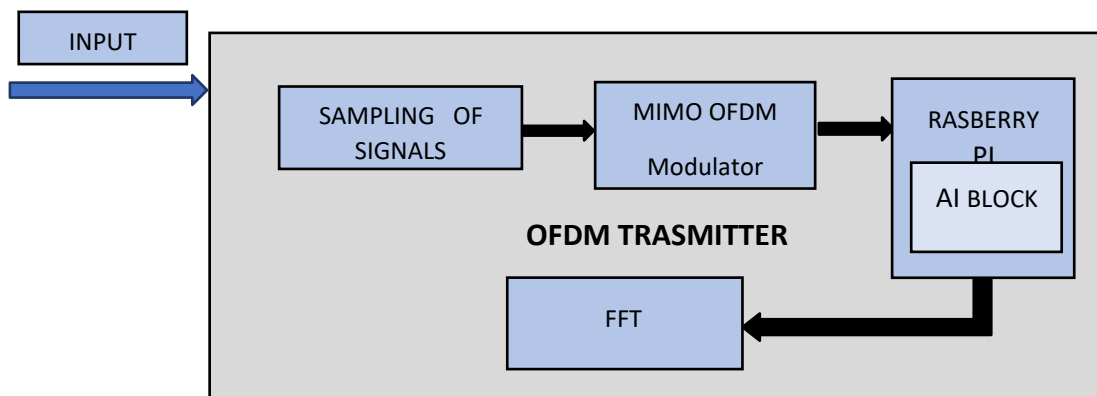 INPUT
SAMPLING OF
SIGNALS
MIMO OFDM
Modulator
RASBERRY
PI
AI BLOCK
OFDM TRASMITTER
FFT